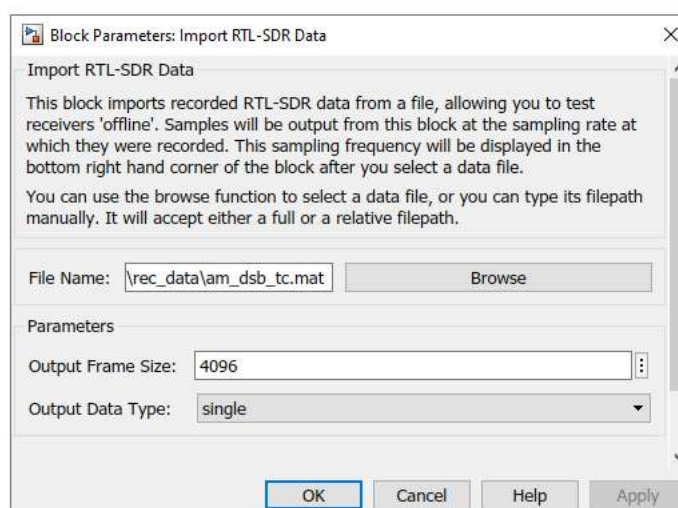 Block Parameters: Import RTL-SDR Data
Import RTL-SDR Data
This block imports recorded RTL-SDR data from a file, allowing you to test
receivers 'offline'. Samples will be output from this block at the sampling rate at
which they were recorded. This sampling frequency will be displayed in the
bottom right hand corner of the block after you select a data file.
You can use the browse function to select a data file, or you can type its filepath
manually. It will accept either a full or a relative filepath.
File Name: \rec_data\am_dsb_tc.mat Browse
Parameters
Output Frame Size: 4096
Output Data Type: single
OK Cancel Help Apply